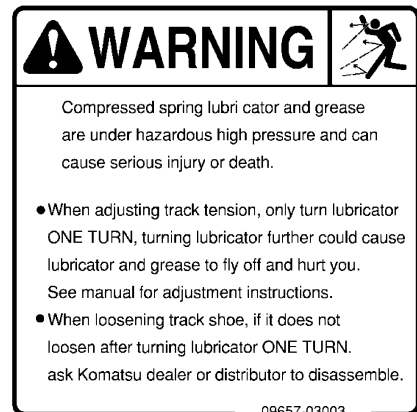 WARNING
Compressed spring lubri cator and grease
are under hazardous high pressure and can
cause serious injury or death.
●When adjusting track tension, only turn lubricator
ONE TURN, turning lubricator further could cause
lubricator and grease to fly off and hurt you.
See manual for adjustment instructions.
●When loosening track shoe, if it does not
loosen after turning lubricator ONE TURN.
ask Komatsu dealer or distributor to disassemble.
09657-03003